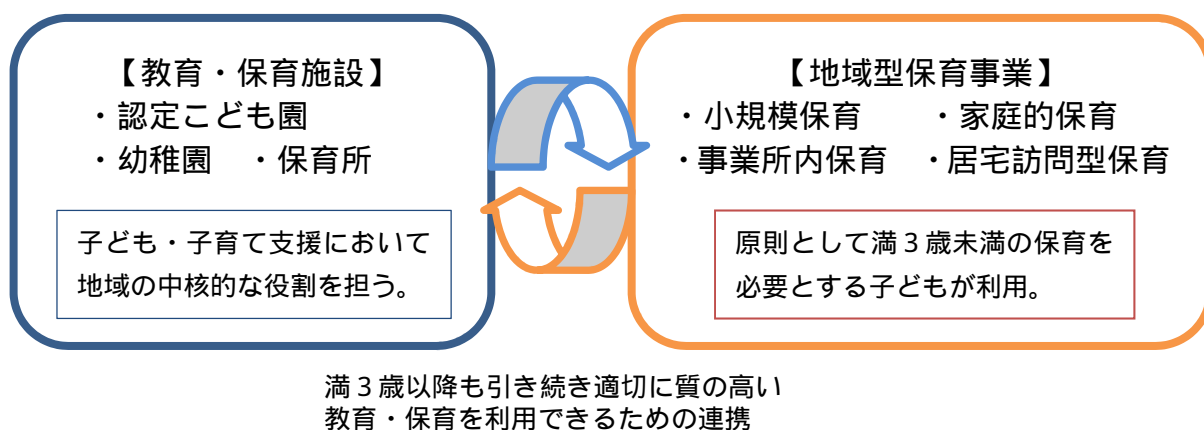 【教育・保育施設】
・認定こども園
・幼稚園　・保育所
子ども・子育て支援において
地域の中核的な役割を担う。
【地域型保育事業】
・小規模保育　　・家庭的保育
・事業所内保育　・居宅訪問型保育
原則として満３歳未満の保育を
必要とする子どもが利用。
満３歳以降も引き続き適切に質の高い
教育・保育を利用できるための連携